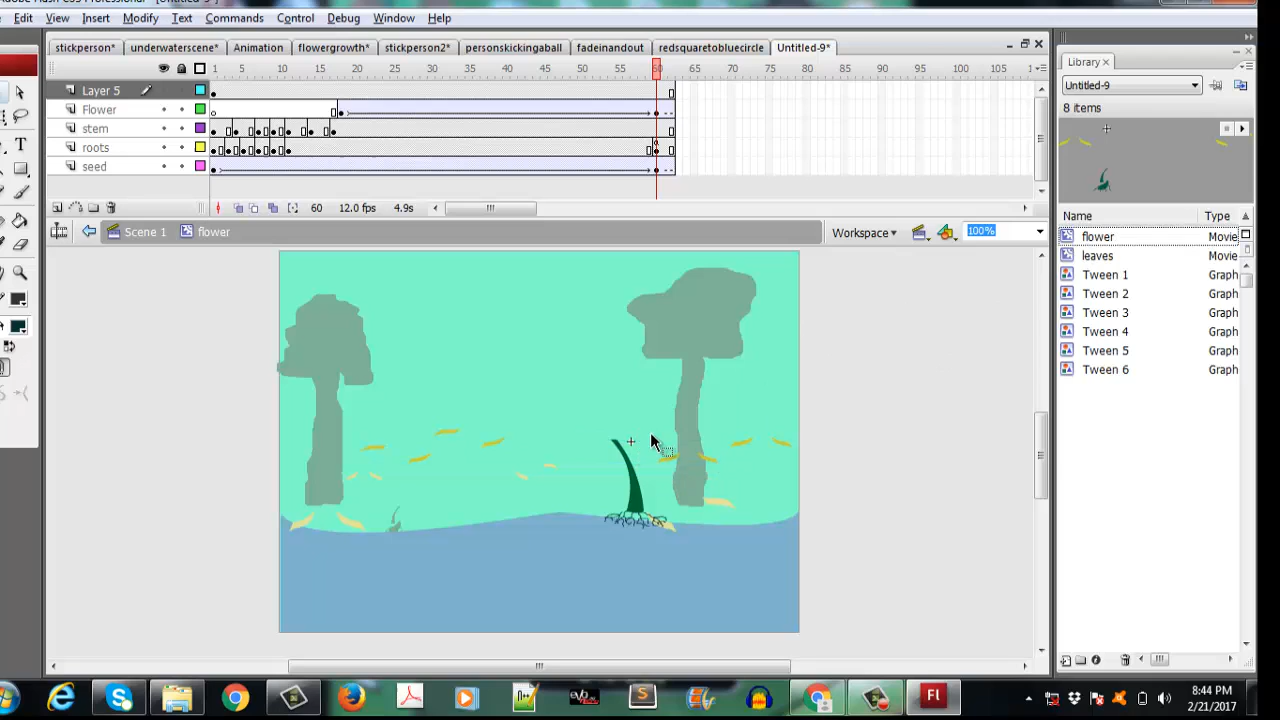 Edit View Insert Modify Text Commands Control Debug Window Help
stickperson* underwaterscene* Animation flowergrowth* stickperson2* personskickingaball fadeinandout redsquaretobluecircle Untitled-9*
1 5 10 15 20 25 30 35 40 45 50 55 60 65 70 75 80 85 90 95 100 105
Layer 5
Flower
stem
roots
seed
60 12.0 fps 4.9s
Scene 1 flower Workspace 100%
Library
Untitled-9
8 items
Name Type
flower Movie
leaves Movie
Tween 1 Graph
Tween 2 Graph
Tween 3 Graph
Tween 4 Graph
Tween 5 Graph
Tween 6 Graph
Fl
8:44 PM
2/21/2017